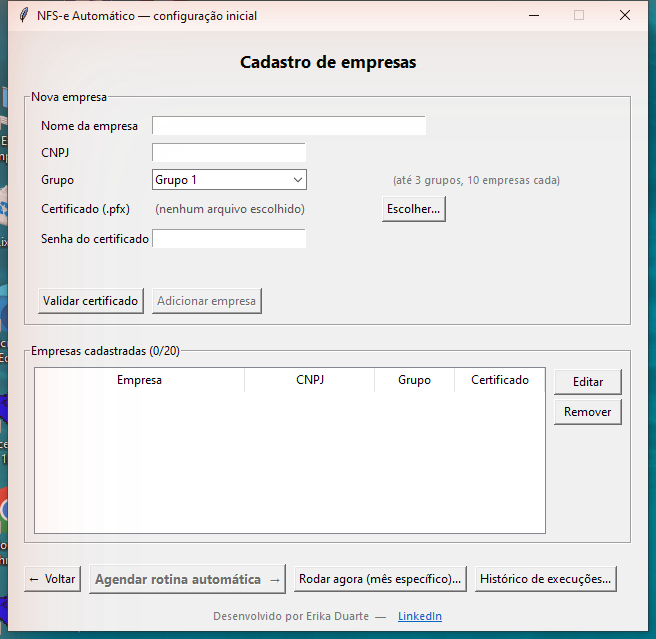 NFS-e Automático — configuração inicial
Cadastro de empresas
Nova empresa
Nome da empresa
CNPJ
Grupo Grupo 1 (até 3 grupos, 10 empresas cada)
Certificado (.pfx) (nenhum arquivo escolhido) Escolher...
Senha do certificado
Validar certificado Adicionar empresa
Empresas cadastradas (0/20)
Empresa CNPJ Grupo Certificado
Editar
Remover
← Voltar Agendar rotina automática → Rodar agora (mês específico)... Histórico de execuções...
Desenvolvido por Erika Duarte — LinkedIn